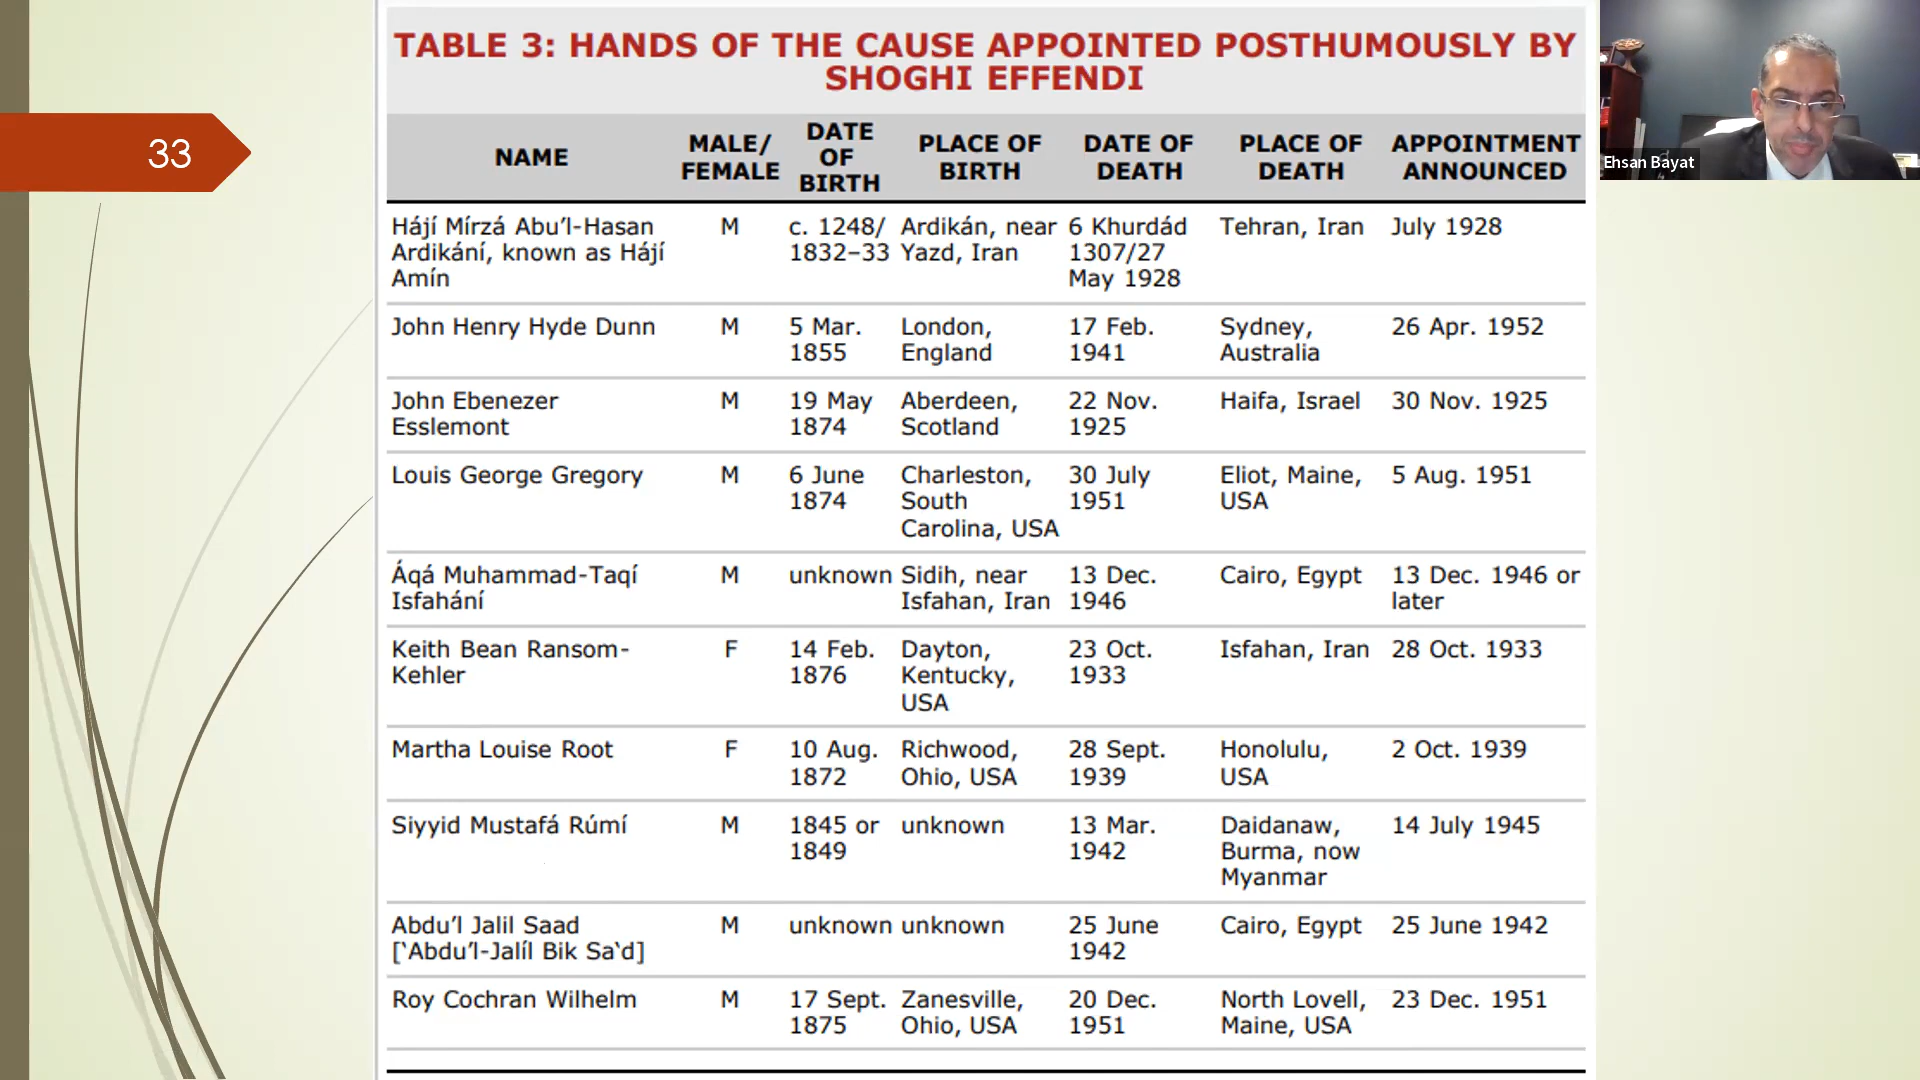 33
TABLE 3: HANDS OF THE CAUSE APPOINTED POSTHUMOUSLY BY
SHOGHI EFFENDI
NAME
MALE/
FEMALE
DATE
OF
BIRTH
PLACE OF
BIRTH
DATE OF
DEATH
PLACE OF
DEATH
APPOINTMENT
ANNOUNCED
Hájí Mírzá Abu’l-Hasan
Ardikání, known as Hájí
Amín
M
c. 1248/
1832–33
Ardikán, near
Yazd, Iran
6 Khurdád
1307/27
May 1928
Tehran, Iran
July 1928
John Henry Hyde Dunn
M
5 Mar.
1855
London,
England
17 Feb.
1941
Sydney,
Australia
26 Apr. 1952
John Ebenezer
Esslemont
M
19 May
1874
Aberdeen,
Scotland
22 Nov.
1925
Haifa, Israel
30 Nov. 1925
Louis George Gregory
M
6 June
1874
Charleston,
South
Carolina, USA
30 July
1951
Eliot, Maine,
USA
5 Aug. 1951
Áqá Muhammad-Taqí
Isfahání
M
unknown
Sidih, near
Isfahan, Iran
13 Dec.
1946
Cairo, Egypt
13 Dec. 1946 or
later
Keith Bean Ransom-
Kehler
F
14 Feb.
1876
Dayton,
Kentucky,
USA
23 Oct.
1933
Isfahan, Iran
28 Oct. 1933
Martha Louise Root
F
10 Aug.
1872
Richwood,
Ohio, USA
28 Sept.
1939
Honolulu,
USA
2 Oct. 1939
Siyyid Mustafá Rúmí
M
1845 or
1849
unknown
13 Mar.
1942
Daidanaw,
Burma, now
Myanmar
14 July 1945
Abdu’l Jalil Saad
[‘Abdu’l-Jalíl Bik Sa‘d]
M
unknown
unknown
25 June
1942
Cairo, Egypt
25 June 1942
Roy Cochran Wilhelm
M
17 Sept.
1875
Zanesville,
Ohio, USA
20 Dec.
1951
North Lovell,
Maine, USA
23 Dec. 1951
Ehsan Bayat